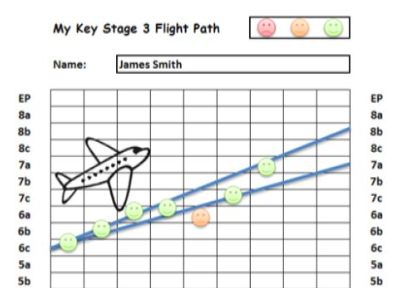 My Key Stage 3 Flight Path
Name: James Smith
EP EP
8a 8a
8b 8b
8c 8c
7a 7a
7b 7b
7c 7c
6a 6a
6b 6b
6c 6c
5a 5a
5b 5b